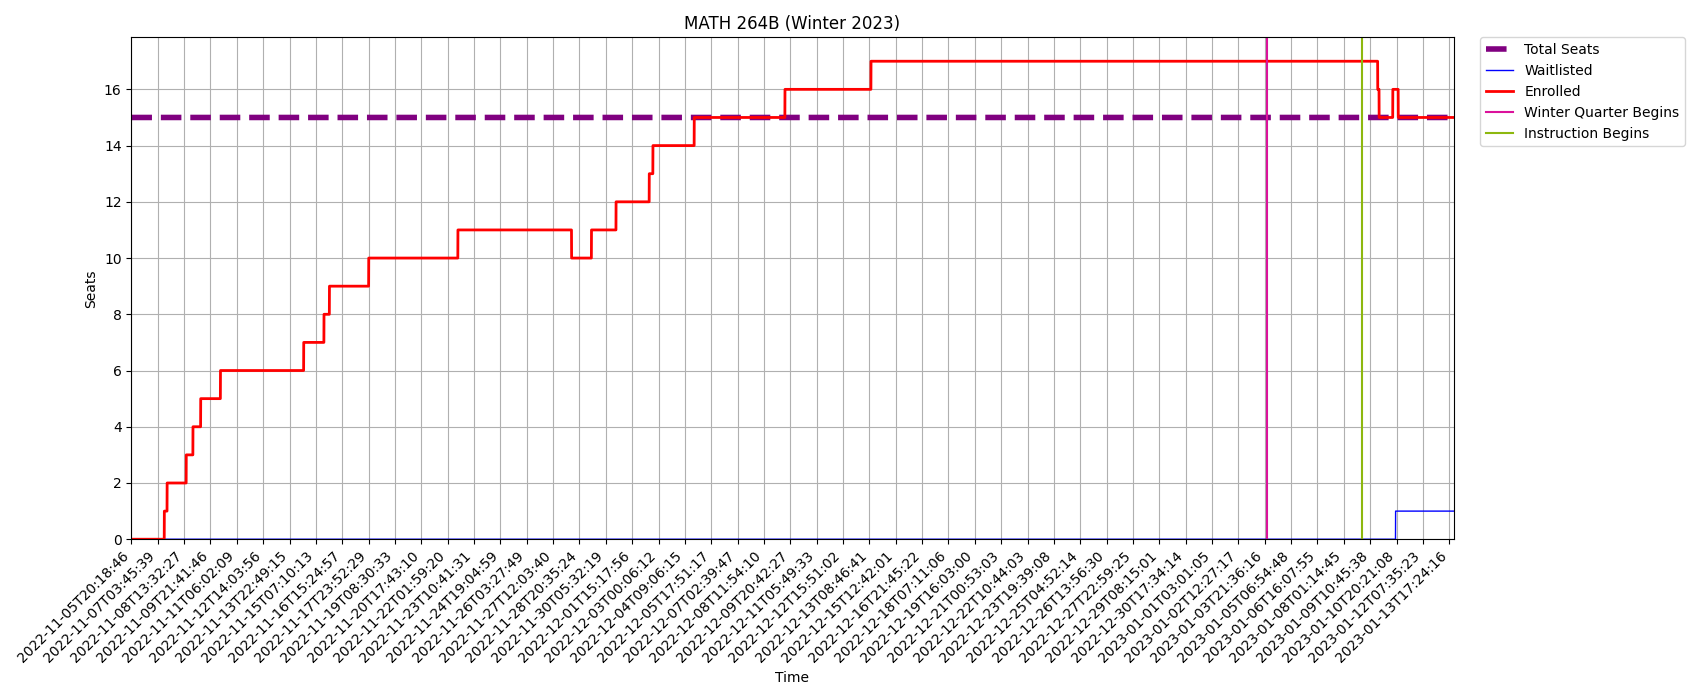 MATH 264B (Winter 2023)
Total Seats
Waitlisted
Enrolled
Winter Quarter Begins
Instruction Begins
Seats
16
14
12
10
8
6
4
2
0
2022-11-05T20:18:46
2022-11-07T03:45:39
2022-11-08T13:32:27
2022-11-09T21:41:46
2022-11-11T06:02:09
2022-11-12T14:03:56
2022-11-13T22:49:15
2022-11-15T07:10:13
2022-11-16T15:24:57
2022-11-17T23:52:29
2022-11-19T08:30:33
2022-11-20T17:43:10
2022-11-22T01:59:20
2022-11-23T10:41:31
2022-11-24T19:04:59
2022-11-26T03:27:49
2022-11-27T12:03:40
2022-11-28T20:35:24
2022-11-30T05:32:19
2022-12-01T15:17:56
2022-12-03T00:06:12
2022-12-04T09:06:15
2022-12-05T17:51:17
2022-12-07T02:39:47
2022-12-08T11:54:10
2022-12-09T20:42:27
2022-12-11T05:49:33
2022-12-12T15:51:02
2022-12-13T08:46:41
2022-12-15T12:42:01
2022-12-16T21:45:22
2022-12-18T07:11:06
2022-12-19T16:03:00
2022-12-21T00:53:03
2022-12-22T10:44:03
2022-12-23T19:39:08
2022-12-25T04:52:14
2022-12-26T13:56:30
2022-12-27T22:59:25
2022-12-29T08:15:01
2022-12-30T17:34:14
2023-01-01T03:01:05
2023-01-02T12:27:17
2023-01-03T21:36:16
2023-01-05T06:54:48
2023-01-06T16:07:55
2023-01-08T01:14:45
2023-01-09T10:45:38
2023-01-10T20:21:08
2023-01-12T07:35:23
2023-01-13T17:24:16
Time